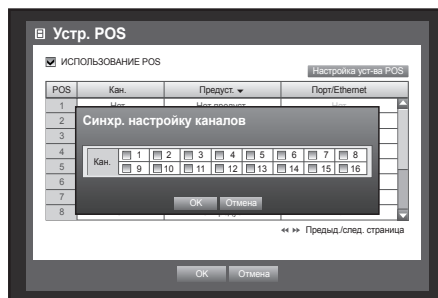 Устр. POS
ИСПОЛЬЗОВАНИЕ POS
Настройка уст-ва POS
POS Кан. Предуст. Порт/Ethernet
1 Нет Нет предуст. Нет
2
Синхр. настройку каналов
3
4
Кан. 1 2 3 4 5 6 7 8
9 10 11 12 13 14 15 16
5
6
7
OK Отмена
8
Предыд./след. страница
OK Отмена